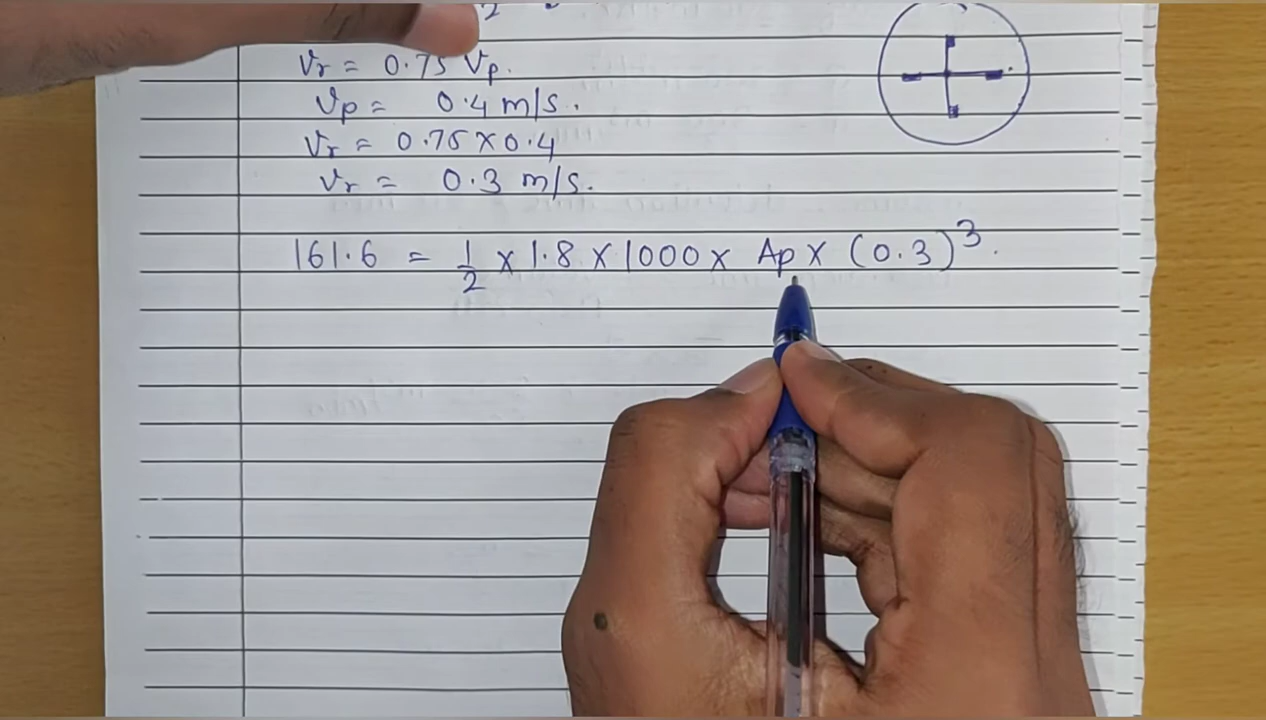 2
Vr = 0.75 Vp.
Vp = 0.4 m/s.
Vr = 0.75 × 0.4
Vr = 0.3 m/s.
161.6 = 1/2 × 1.8 × 1000 × Ap × (0.3)³.